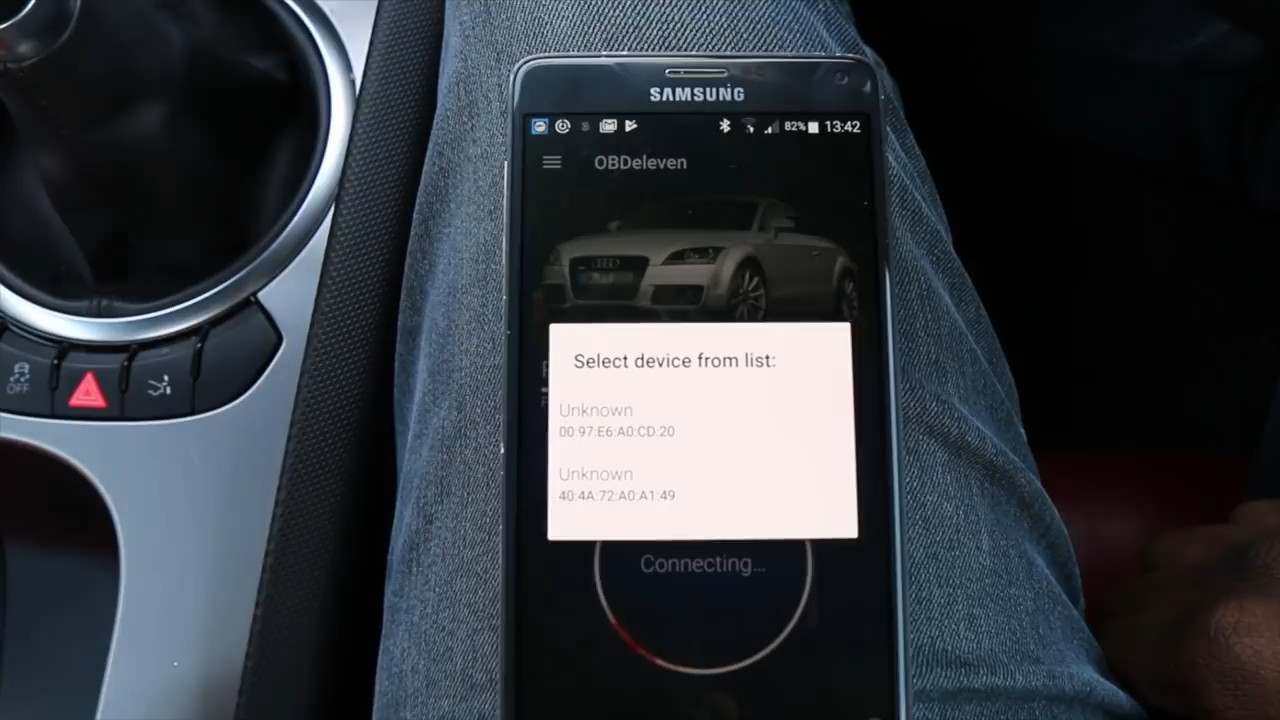 SAMSUNG
82% 13:42
OBDeleven
Select device from list:
Unknown
00:97:E6:A0:CD:20
Unknown
40:4A:72:A0:A1:49
Connecting...
OFF